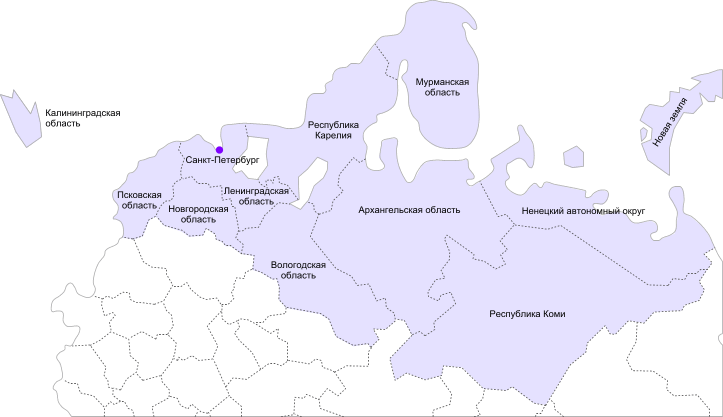 Мурманская
область
Калининградская
область
Новая земля
Республика
Карелия
Санкт-Петербург
Псковская
область
Ленинградская
область
Новгородская
область
Архангельская область
Ненецкий автономный округ
Вологодская
область
Республика Коми